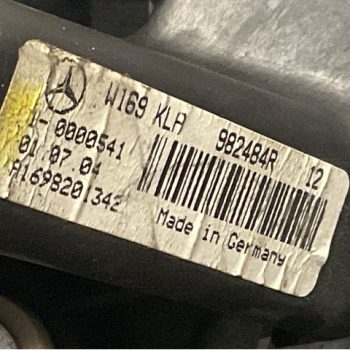 W169 KLA 982484R 12
0000541
01.07.04
A1698201342
Made in Germany